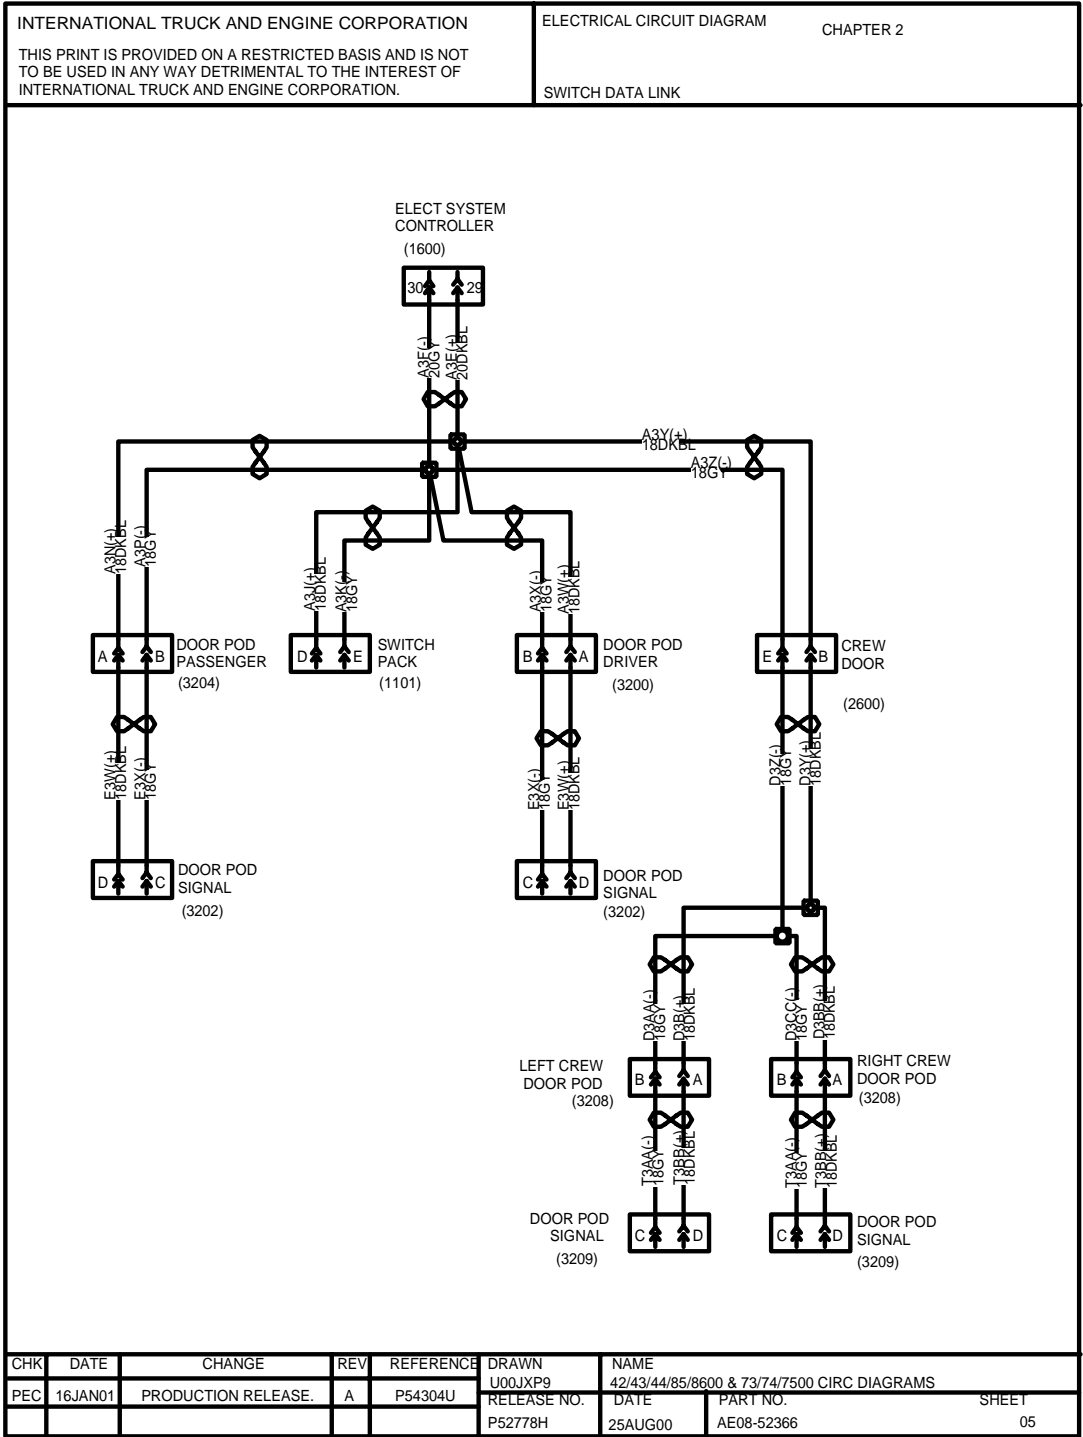 INTERNATIONAL TRUCK AND ENGINE CORPORATION
THIS PRINT IS PROVIDED ON A RESTRICTED BASIS AND IS NOT
TO BE USED IN ANY WAY DETRIMENTAL TO THE INTEREST OF
INTERNATIONAL TRUCK AND ENGINE CORPORATION.
ELECTRICAL CIRCUIT DIAGRAM
CHAPTER 2
SWITCH DATA LINK
ELECT SYSTEM
CONTROLLER
(1600)
30 29
A3F(-)
20GY
A3E(+)
20DKBL
A3Y(+)
18DKBL
A3Z(-)
18GY
A3N(+)
18DKBL
A3P(-)
18GY
A3J(+)
18DKBL
A3K(-)
18GY
A3X(-)
18GY
A3W(+)
18DKBL
A B
DOOR POD
PASSENGER
(3204)
D E
SWITCH
PACK
(1101)
B A
DOOR POD
DRIVER
(3200)
E B
CREW
DOOR
(2600)
E3W(+)
18DKBL
E3X(-)
18GY
E3X(-)
18GY
E3W(+)
18DKBL
D3Z(-)
18GY
D3Y(+)
18DKBL
D C
DOOR POD
SIGNAL
(3202)
C D
DOOR POD
SIGNAL
(3202)
D3AA(-)
18GY
D3B(+)
18DKBL
D3CC(-)
18GY
D3BB(+)
18DKBL
LEFT CREW
DOOR POD
(3208)
B A
B A
RIGHT CREW
DOOR POD
(3208)
T3AA(-)
18GY
T3BB(+)
18DKBL
T3AA(-)
18GY
T3BB(+)
18DKBL
DOOR POD
SIGNAL
(3209)
C D
C D
DOOR POD
SIGNAL
(3209)
CHK DATE CHANGE REV REFERENCE
PEC 16JAN01 PRODUCTION RELEASE. A P54304U
DRAWN
U00JXP9
NAME
42/43/44/85/8600 & 73/74/7500 CIRC DIAGRAMS
RELEASE NO.
P52778H
DATE
25AUG00
PART NO.
AE08-52366
SHEET
05